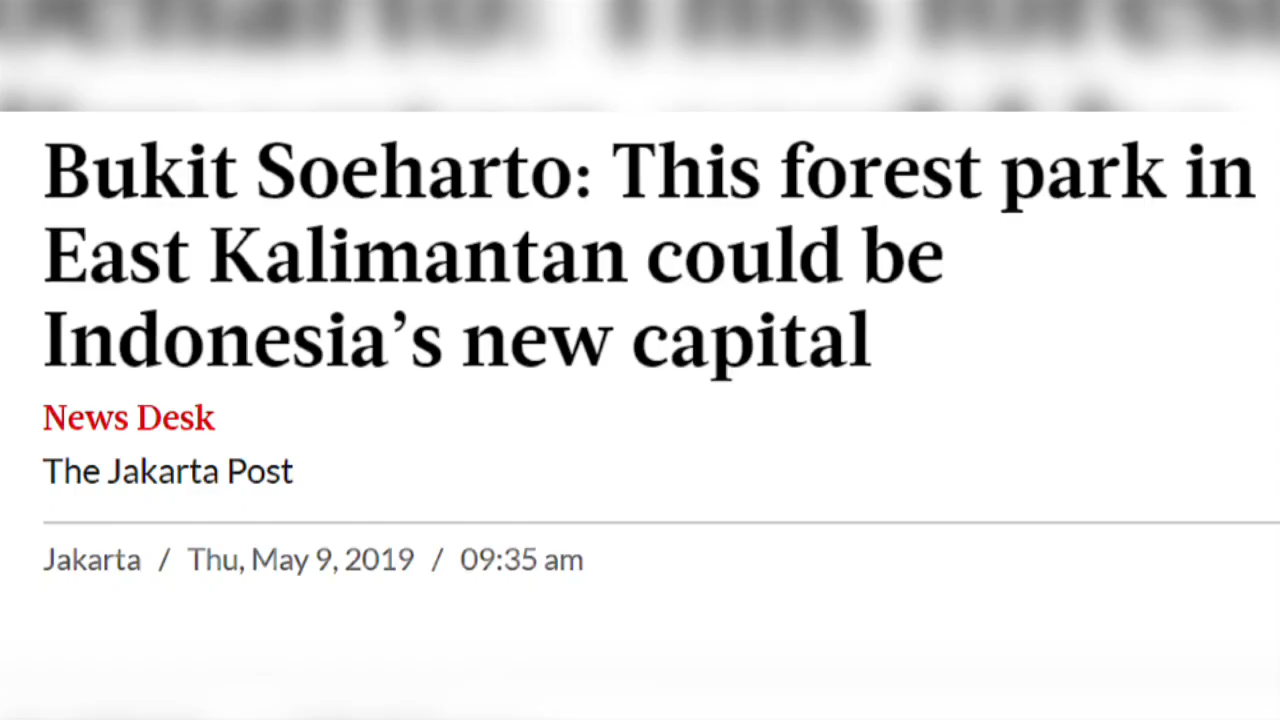 Bukit Soeharto: This forest park in
East Kalimantan could be
Indonesia’s new capital
News Desk
The Jakarta Post
Jakarta / Thu, May 9, 2019 / 09:35 am